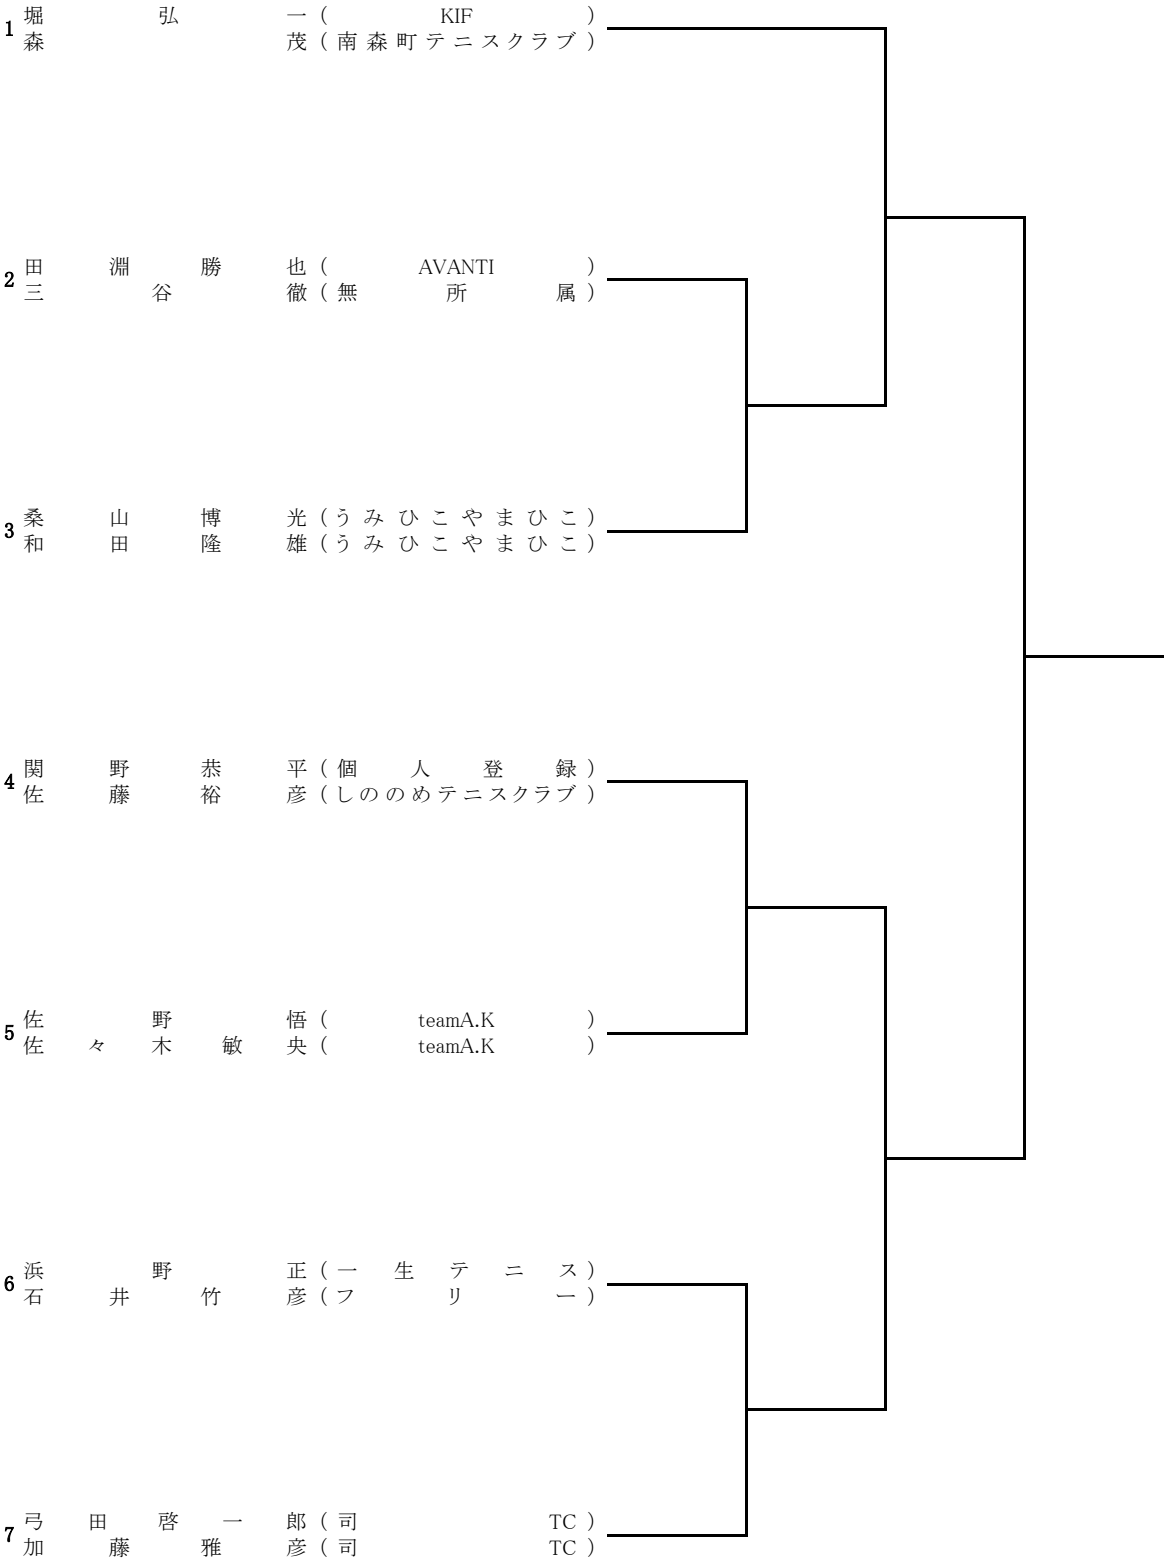 1 堀弘一(KIF)
森茂(南森町テニスクラブ)
2 田淵勝也(AVANTI)
三谷徹(無所属)
3 桑山博光(うみひこやまひこ)
和田隆雄(うみひこやまひこ)
4 関野恭平(個人登録)
佐藤裕彦(しののめテニスクラブ)
5 佐野悟(teamA.K)
佐々木敏央(teamA.K)
6 浜野正(一生テニス)
石井竹彦(フリー)
7 弓田啓一郎(司TC)
加藤雅彦(司TC)